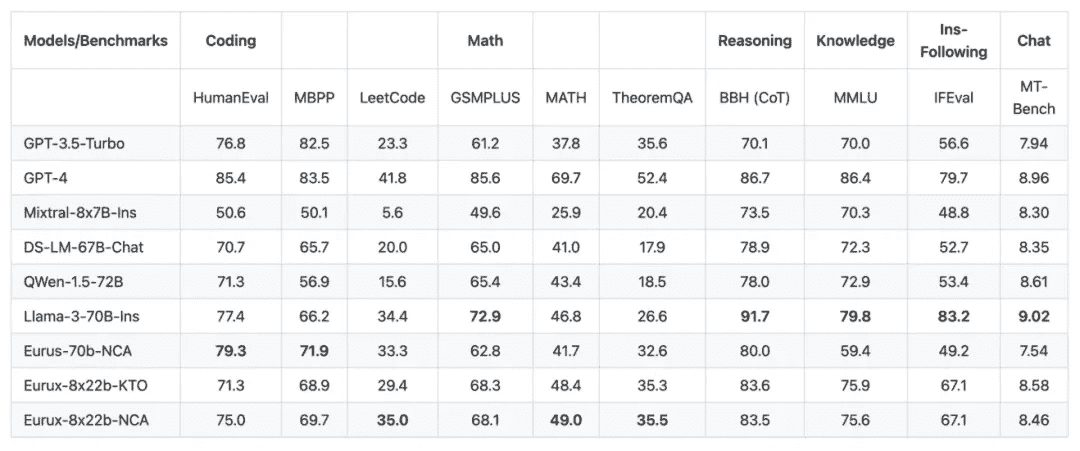 Models/Benchmarks Coding Math Reasoning Knowledge Ins-Following Chat
HumanEval MBPP LeetCode GSMPLUS MATH TheoremQA BBH (CoT) MMLU IFEval MT-Bench
GPT-3.5-Turbo 76.8 82.5 23.3 61.2 37.8 35.6 70.1 70.0 56.6 7.94
GPT-4 85.4 83.5 41.8 85.6 69.7 52.4 86.7 86.4 79.7 8.96
Mixtral-8x7B-Ins 50.6 50.1 5.6 49.6 25.9 20.4 73.5 70.3 48.8 8.30
DS-LM-67B-Chat 70.7 65.7 20.0 65.0 41.0 17.9 78.9 72.3 52.7 8.35
QWen-1.5-72B 71.3 56.9 15.6 65.4 43.4 18.5 78.0 72.9 53.4 8.61
Llama-3-70B-Ins 77.4 66.2 34.4 72.9 46.8 26.6 91.7 79.8 83.2 9.02
Eurus-70b-NCA 79.3 71.9 33.3 62.8 41.7 32.6 80.0 59.4 49.2 7.54
Eurux-8x22b-KTO 71.3 68.9 29.4 68.3 48.4 35.3 83.6 75.9 67.1 8.58
Eurux-8x22b-NCA 75.0 69.7 35.0 68.1 49.0 35.5 83.5 75.6 67.1 8.46